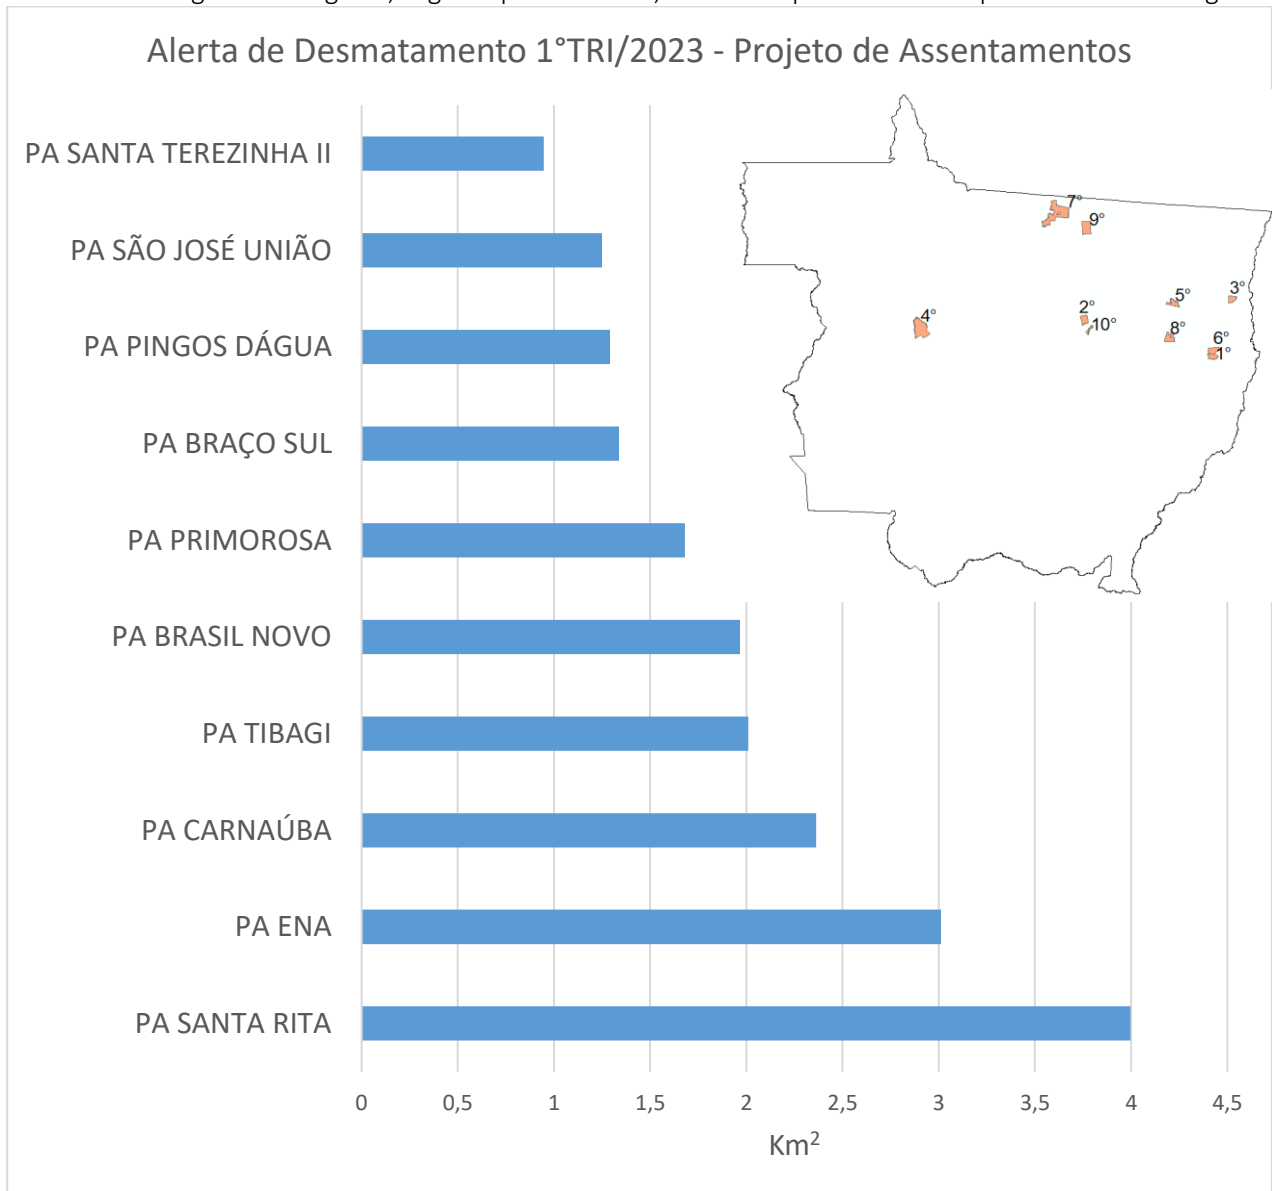 Alerta de Desmatamento 1°TRI/2023 - Projeto de Assentamentos
PA SANTA TEREZINHA II
PA SÃO JOSÉ UNIÃO
PA PINGOS DÁGUA
PA BRAÇO SUL
PA PRIMOROSA
PA BRASIL NOVO
PA TIBAGI
PA CARNAÚBA
PA ENA
PA SANTA RITA
7°
9°
5°
3°
2°
4°
10°
8°
6°
1°
0 0,5 1 1,5 2 2,5 3 3,5 4 4,5
Km²